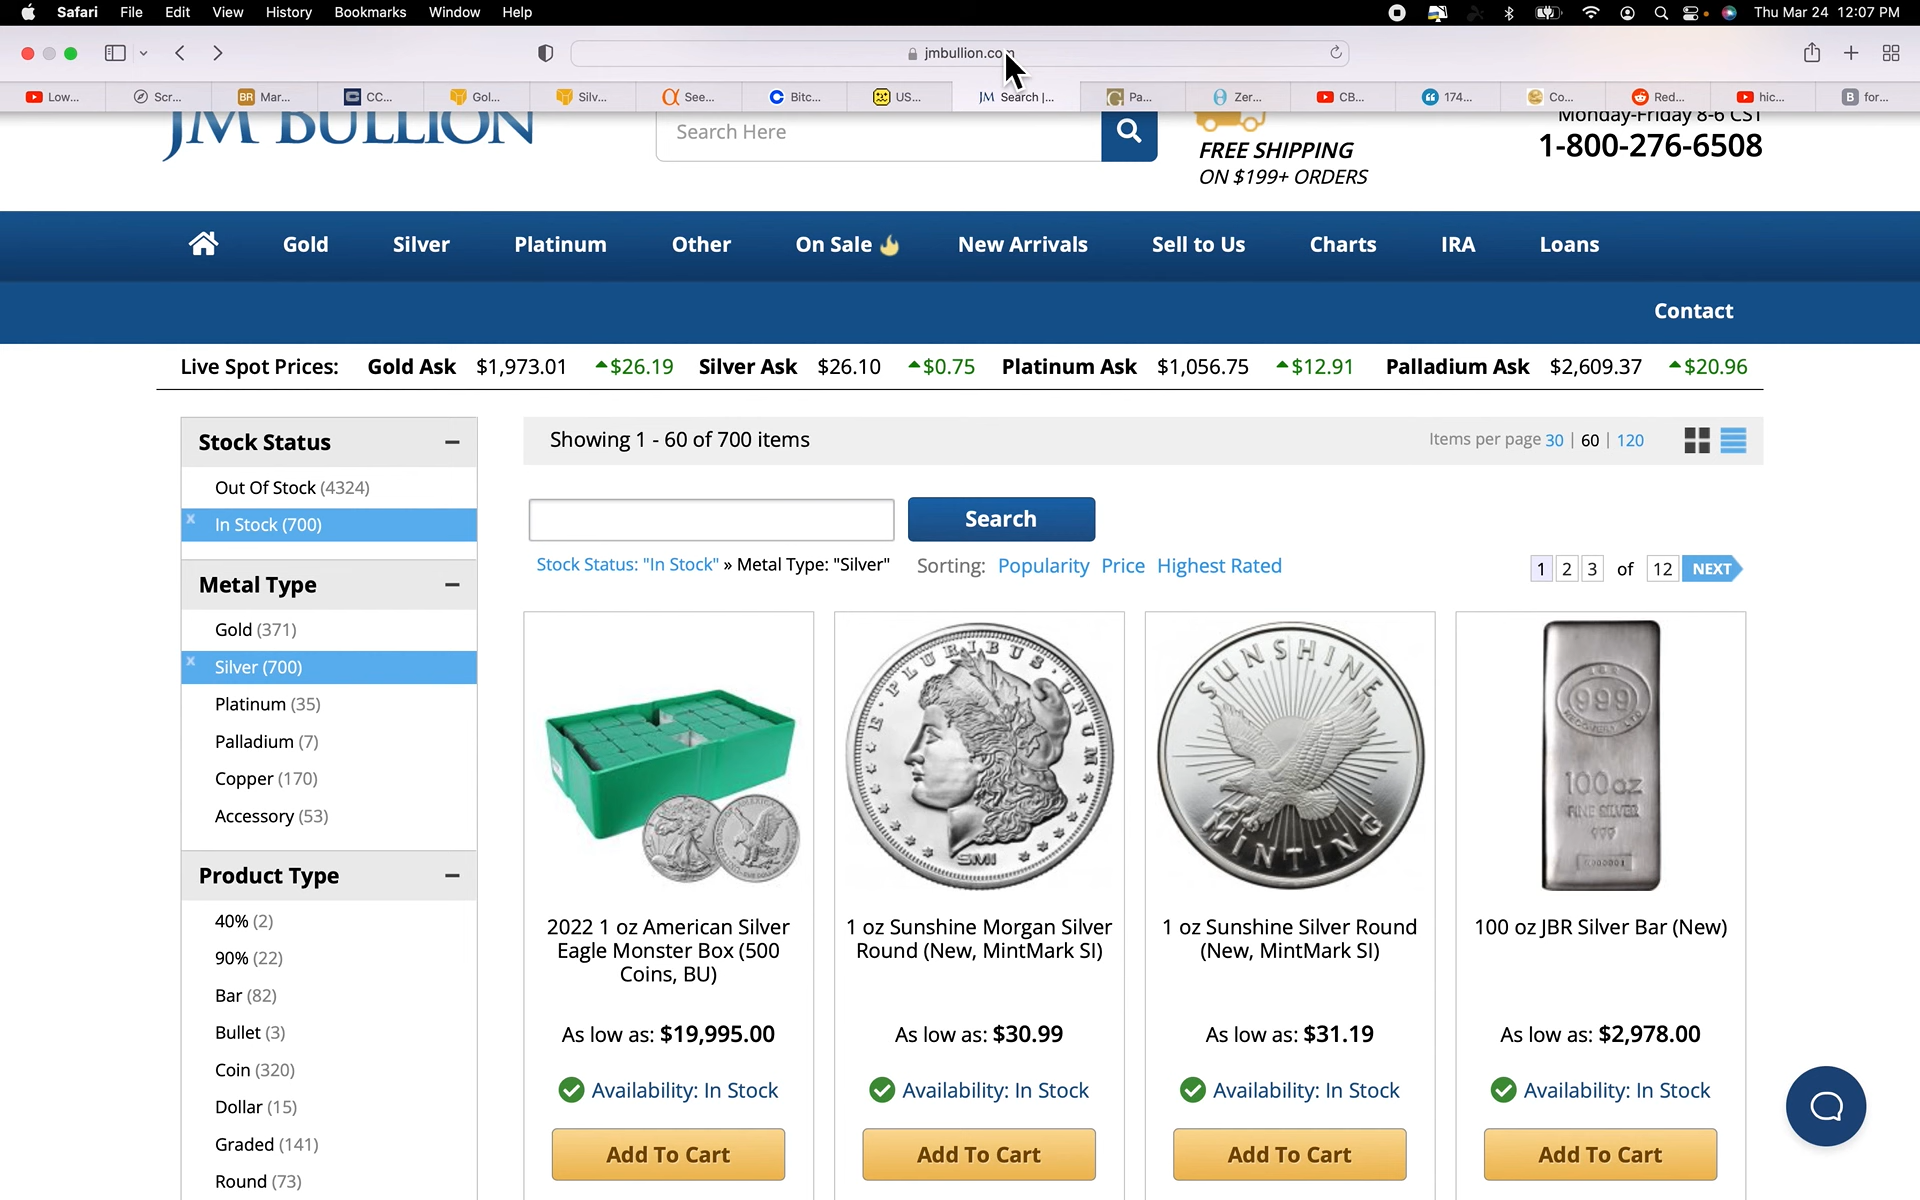 Safari File Edit View History Bookmarks Window Help Thu Mar 24 12:07 PM
jmbullion.com
Low... Scr... BR Mar... CC... Gol... Silv... See... Bitc... US... JM Search |... Pa... Zer... CB... 174... Co... Red... hic... B for...
JM BULLION
Search Here
FREE SHIPPING
ON $199+ ORDERS
Monday-Friday 8-6 CST
1-800-276-6508
Gold Silver Platinum Other On Sale New Arrivals Sell to Us Charts IRA Loans
Contact
Live Spot Prices: Gold Ask $1,973.01 $26.19 Silver Ask $26.10 $0.75 Platinum Ask $1,056.75 $12.91 Palladium Ask $2,609.37 $20.96
Stock Status
Out Of Stock (4324)
x In Stock (700)
Metal Type
Gold (371)
x Silver (700)
Platinum (35)
Palladium (7)
Copper (170)
Accessory (53)
Product Type
40% (2)
90% (22)
Bar (82)
Bullet (3)
Coin (320)
Dollar (15)
Graded (141)
Round (73)
Showing 1 - 60 of 700 items
Items per page 30 | 60 | 120
Search
Stock Status: "In Stock" » Metal Type: "Silver" Sorting: Popularity Price Highest Rated
1 2 3 of 12 NEXT
E PLURIBUS UNUM
SMI
SUNSHINE
MINTING
999
100 oz
FINE SILVER
999
2022 1 oz American Silver
Eagle Monster Box (500
Coins, BU)
As low as: $19,995.00
Availability: In Stock
Add To Cart
1 oz Sunshine Morgan Silver
Round (New, MintMark SI)
As low as: $30.99
Availability: In Stock
Add To Cart
1 oz Sunshine Silver Round
(New, MintMark SI)
As low as: $31.19
Availability: In Stock
Add To Cart
100 oz JBR Silver Bar (New)
As low as: $2,978.00
Availability: In Stock
Add To Cart